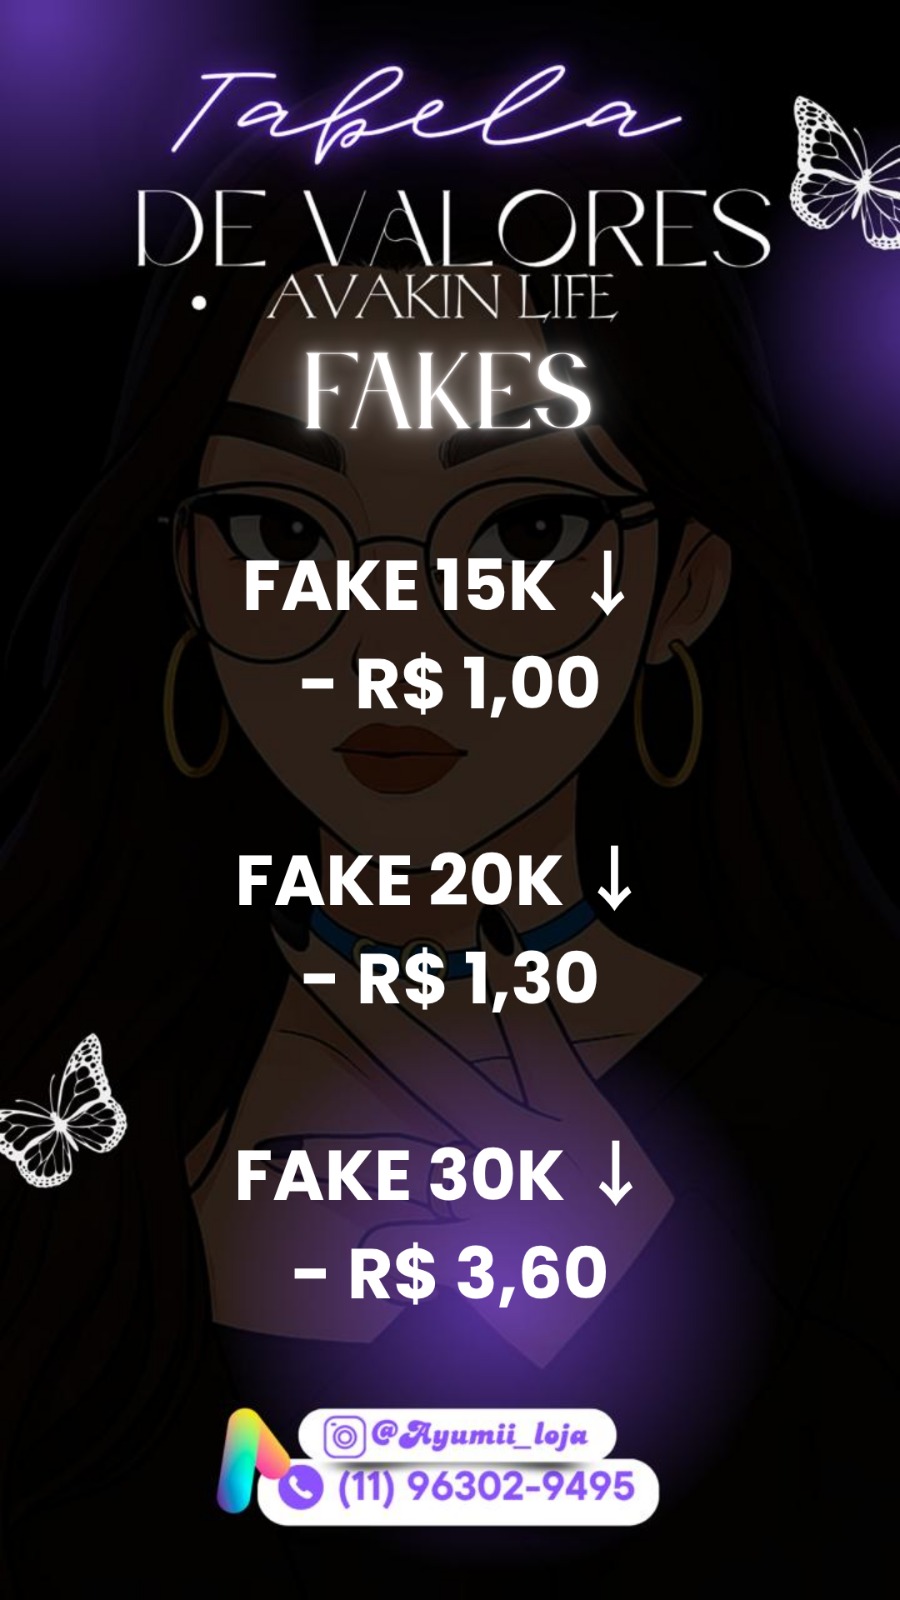 Tabela
DE VALORES
• AVAKIN LIFE
FAKES
FAKE 15K ↓
- R$ 1,00
FAKE 20K ↓
- R$ 1,30
FAKE 30K ↓
- R$ 3,60
@Ayumii_loja
(11) 96302-9495